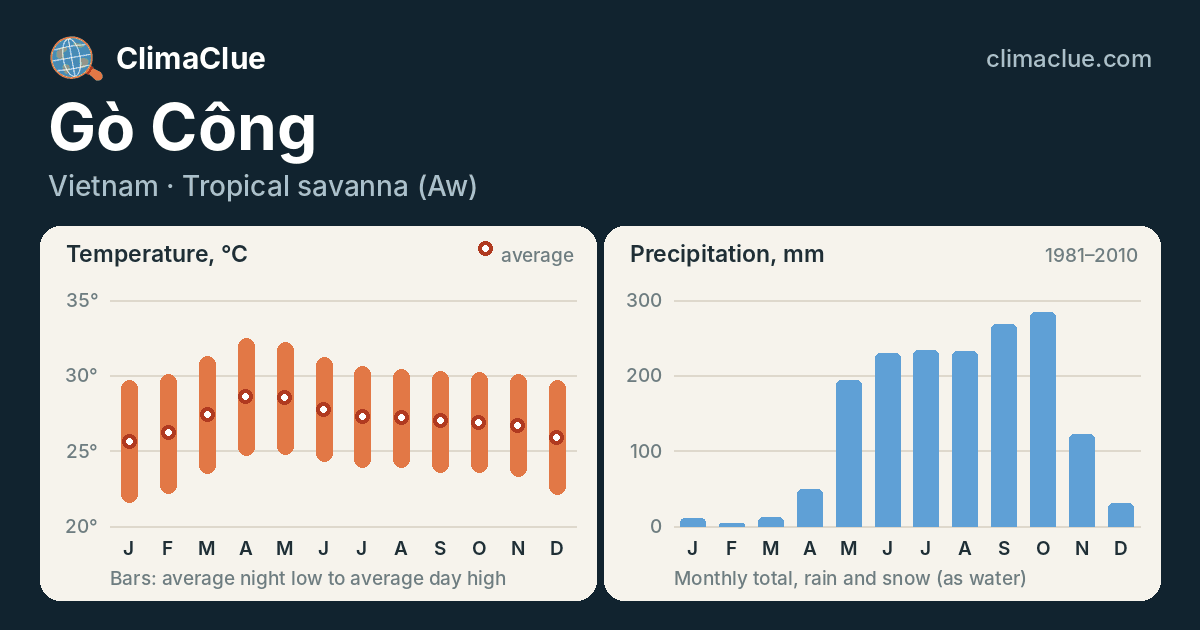 ClimaClue
climaclue.com
Gò Công
Vietnam · Tropical savanna (Aw)
Temperature, °C
average
35°
30°
25°
20°
J F M A M J J A S O N D
Bars: average night low to average day high
Precipitation, mm
1981–2010
300
200
100
0
J F M A M J J A S O N D
Monthly total, rain and snow (as water)